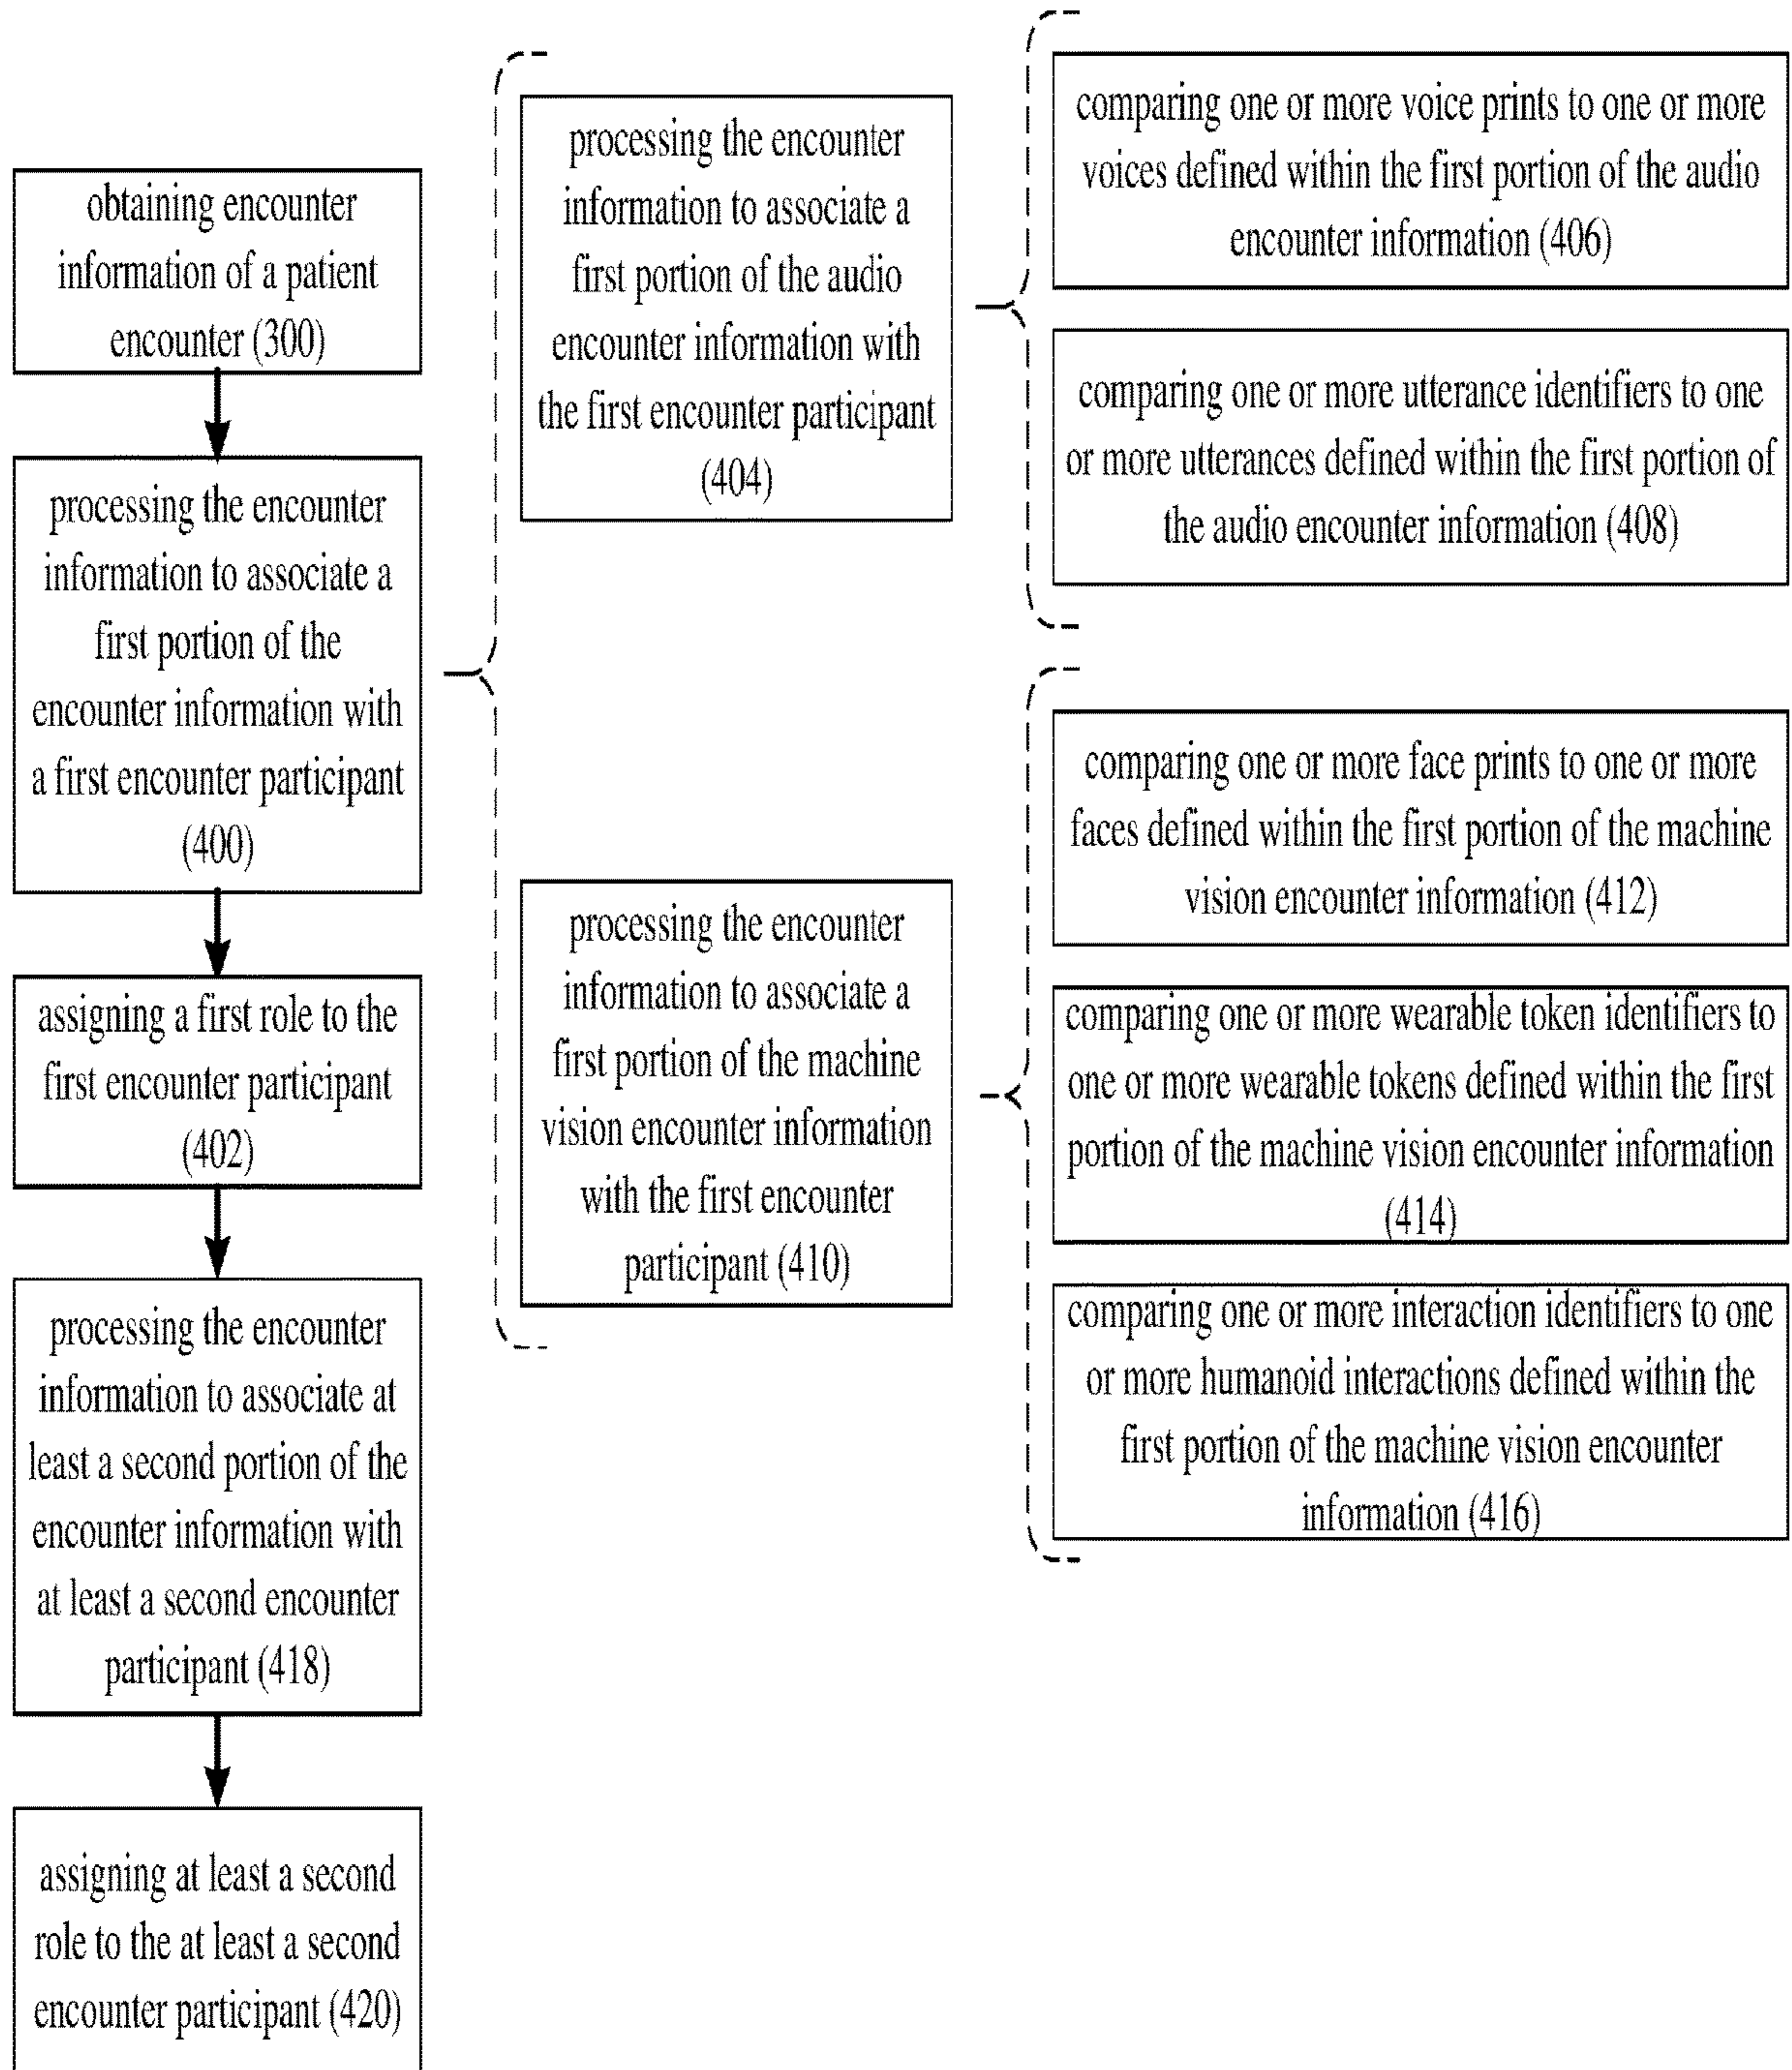 obtaining encounter
information of a patient
encounter (300)
processing the encounter
information to associate a
first portion of the
encounter information with
a first encounter participant
(400)
assigning a first role to the
first encounter participant
(402)
processing the encounter
information to associate at
least a second portion of the
encounter information with
at least a second encounter
participant (418)
assigning at least a second
role to the at least a second
encounter participant (420)
processing the encounter
information to associate a
first portion of the audio
encounter information with
the first encounter participant
(404)
processing the encounter
information to associate a
first portion of the machine
vision encounter information
with the first encounter
participant (410)
comparing one or more voice prints to one or more
voices defined within the first portion of the audio
encounter information (406)
comparing one or more utterance identifiers to one
or more utterances defined within the first portion of
the audio encounter information (408)
comparing one or more face prints to one or more
faces defined within the first portion of the machine
vision encounter information (412)
comparing one or more wearable token identifiers to
one or more wearable tokens defined within the first
portion of the machine vision encounter information
(414)
comparing one or more interaction identifiers to one
or more humanoid interactions defined within the
first portion of the machine vision encounter
information (416)